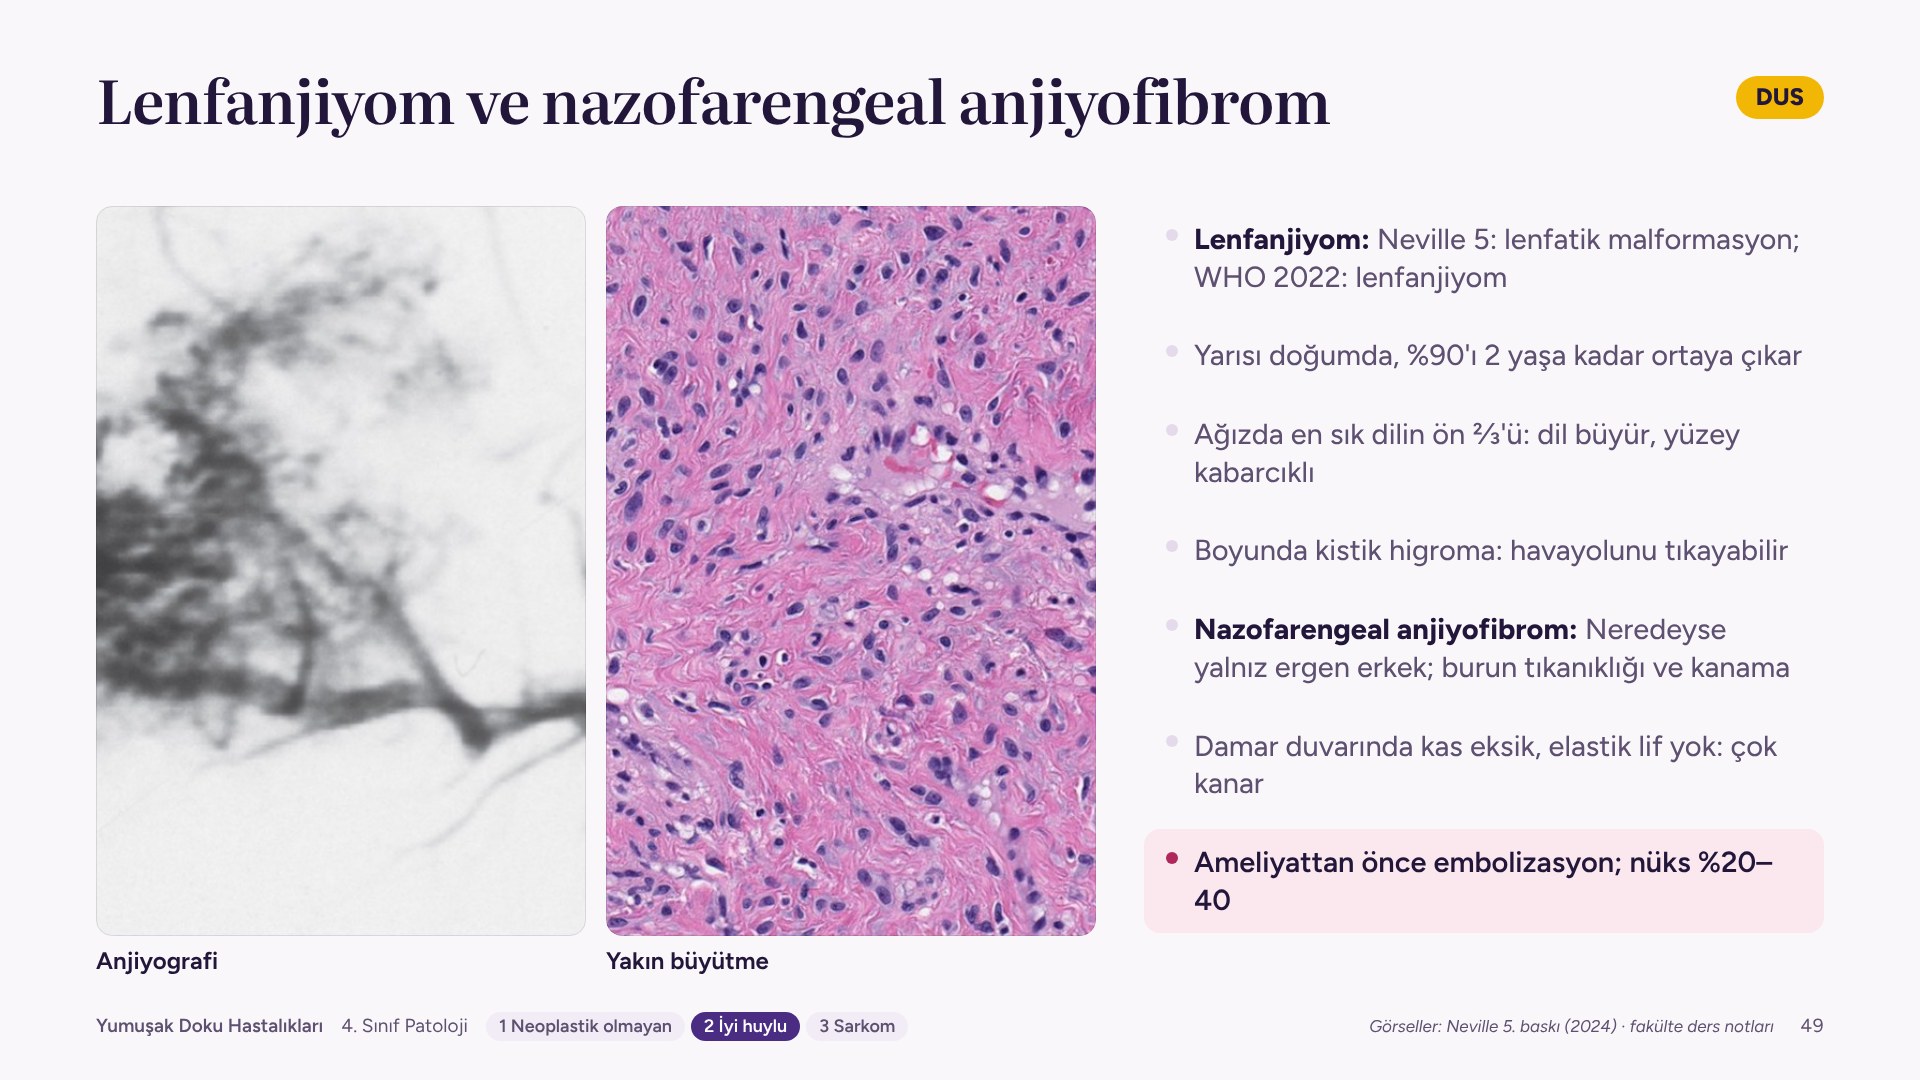 Lenfanjiyom ve nazofarengeal anjiyofibrom
DUS
Lenfanjiyom: Neville 5: lenfatik malformasyon;
WHO 2022: lenfanjiyom
Yarısı doğumda, %90'ı 2 yaşa kadar ortaya çıkar
Ağızda en sık dilin ön ⅔'ü: dil büyür, yüzey
kabarcıklı
Boyunda kistik higroma: havayolunu tıkayabilir
Nazofarengeal anjiyofibrom: Neredeyse
yalnız ergen erkek; burun tıkanıklığı ve kanama
Damar duvarında kas eksik, elastik lif yok: çok
kanar
Ameliyattan önce embolizasyon; nüks %20–
40
Anjiyografi
Yakın büyütme
Yumuşak Doku Hastalıkları 4. Sınıf Patoloji 1 Neoplastik olmayan 2 İyi huylu 3 Sarkom
Görseller: Neville 5. baskı (2024) · fakülte ders notları 49